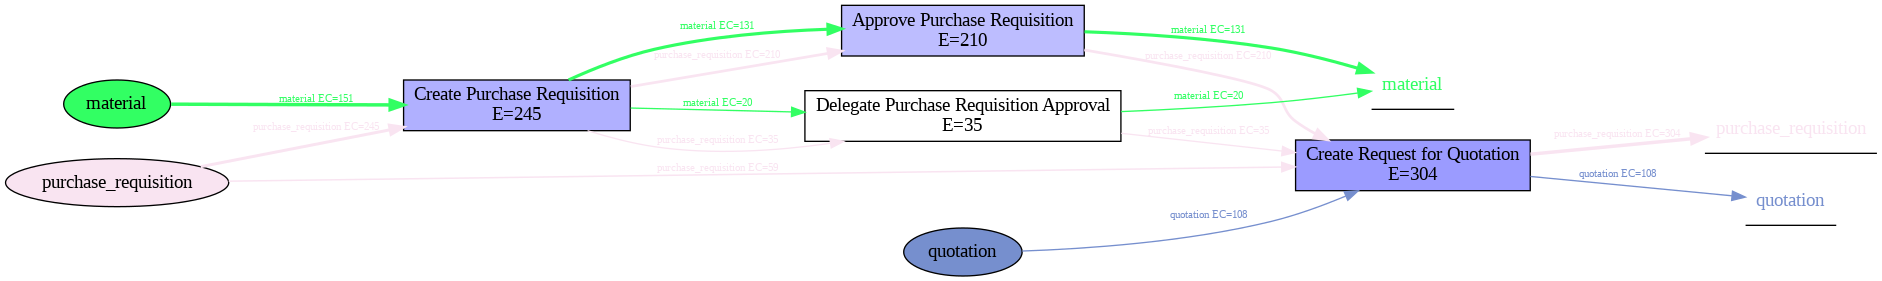 material
purchase_requisition
material EC=151
purchase_requisition EC=245
Create Purchase Requisition
E=245
material EC=131
purchase_requisition EC=210
material EC=20
purchase_requisition EC=35
purchase_requisition EC=59
Approve Purchase Requisition
E=210
Delegate Purchase Requisition Approval
E=35
quotation
material EC=131
purchase_requisition EC=210
material EC=20
purchase_requisition EC=35
quotation EC=108
material
Create Request for Quotation
E=304
purchase_requisition EC=304
quotation EC=108
purchase_requisition
quotation